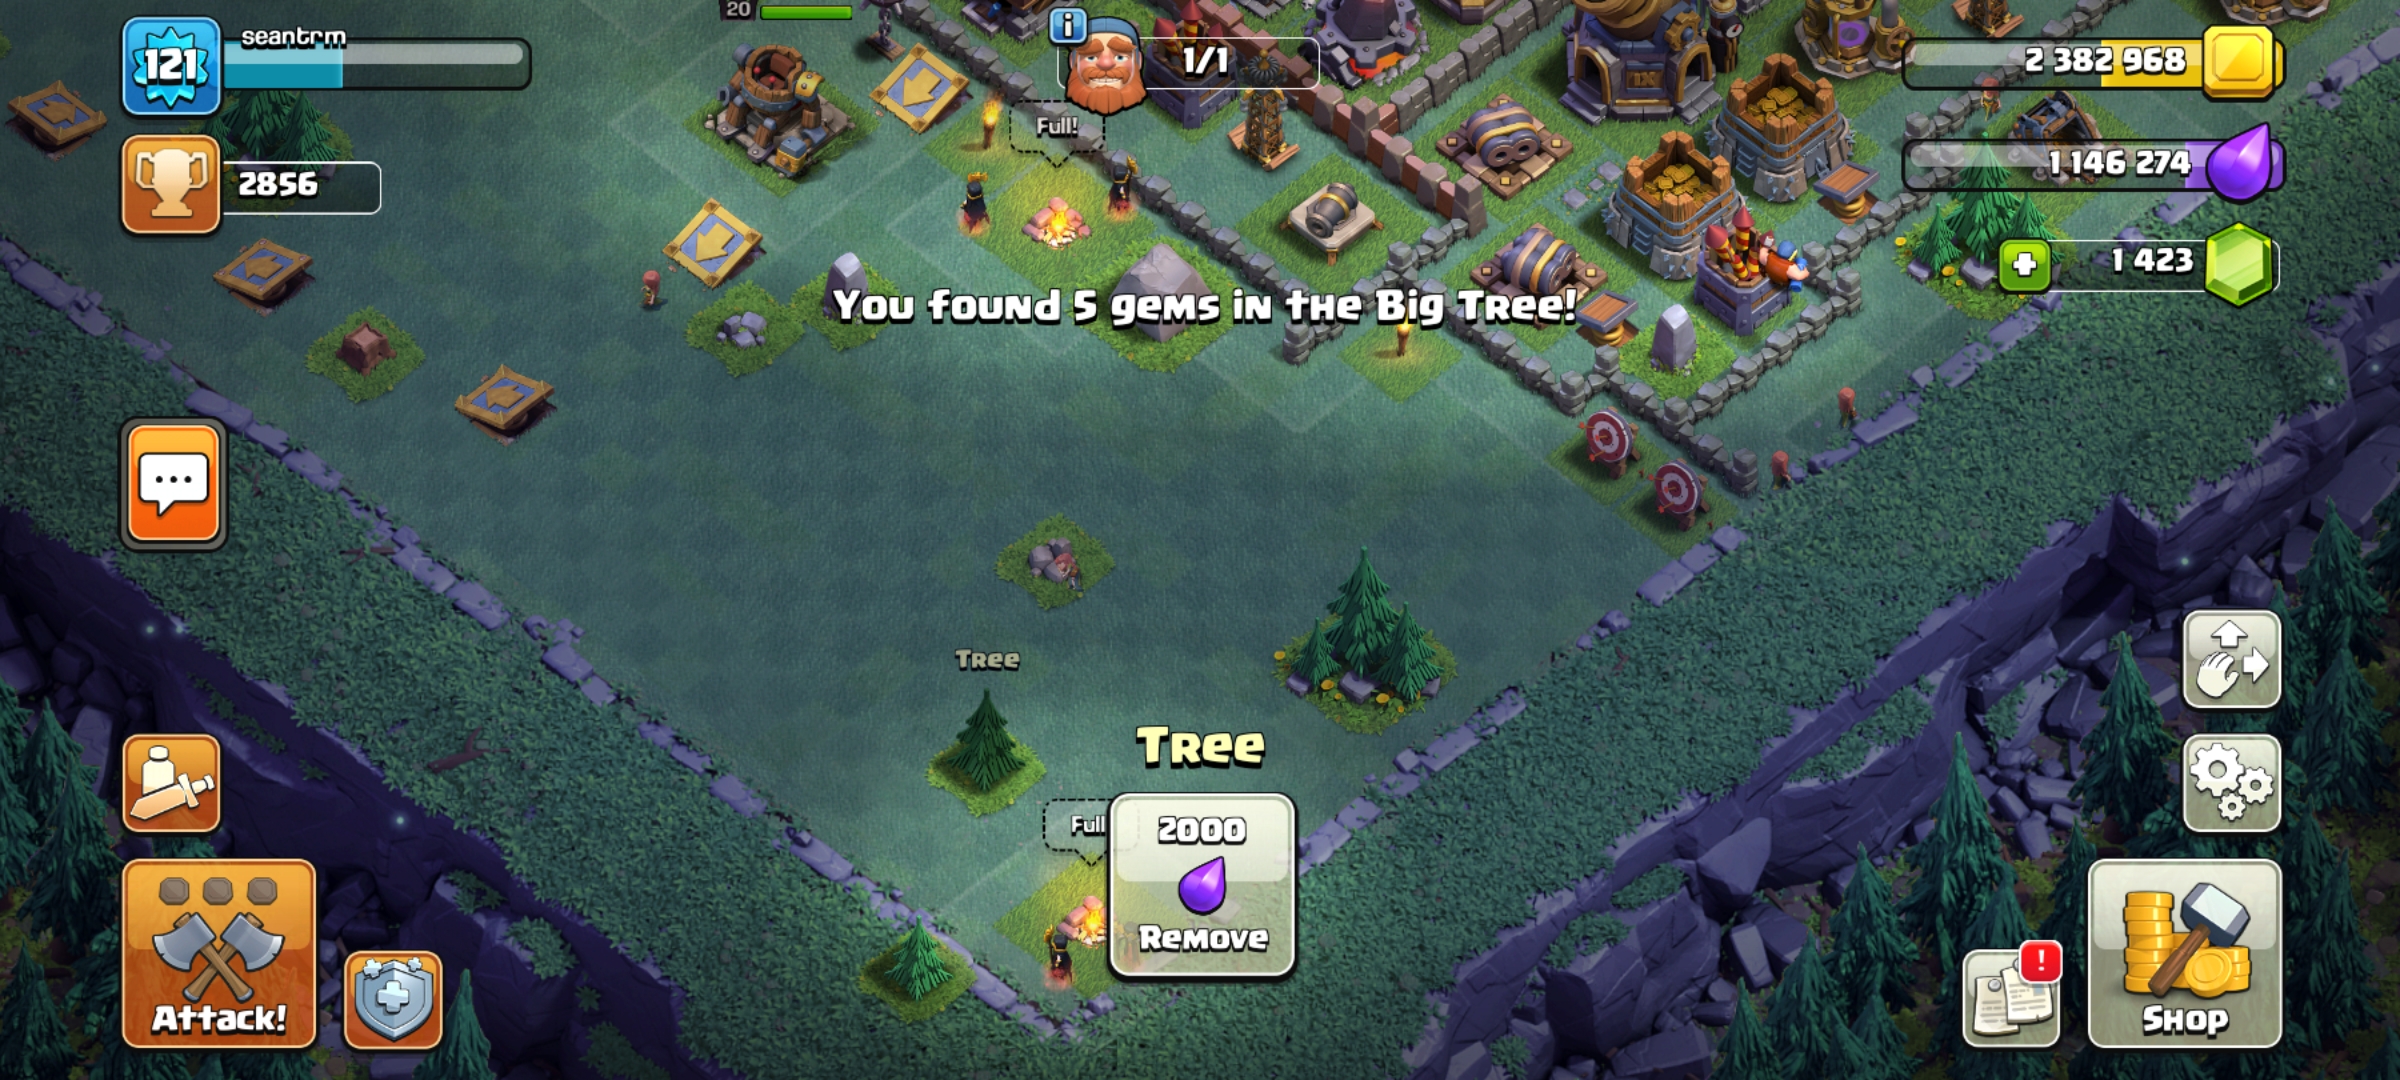 20
121
seantrm
1/1
2 382 968
Full!
1 146 274
2856
1 423
You found 5 gems in the Big Tree!
Tree
Tree
Full
2000
Remove
Attack!
!
Shop